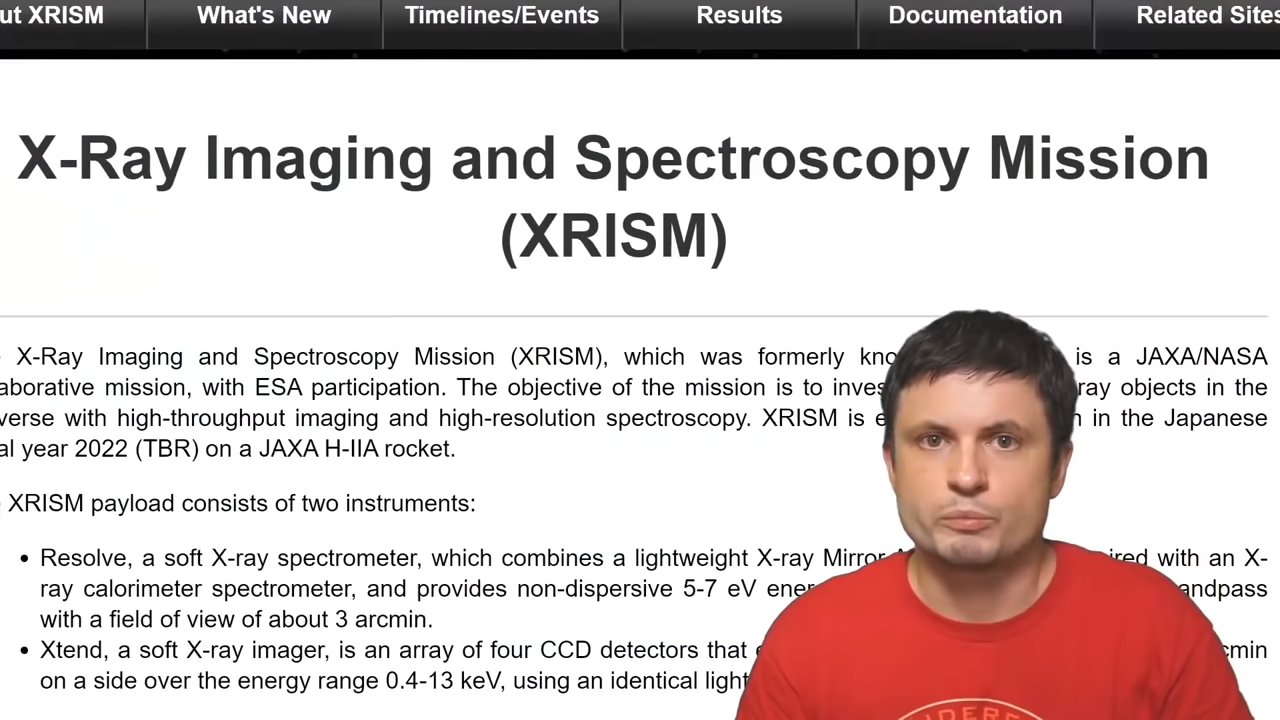 ut XRISM What's New Timelines/Events Results Documentation Related Sites
X-Ray Imaging and Spectroscopy Mission
(XRISM)
X-Ray Imaging and Spectroscopy Mission (XRISM), which was formerly kno is a JAXA/NASA
aborative mission, with ESA participation. The objective of the mission is to inves ray objects in the
verse with high-throughput imaging and high-resolution spectroscopy. XRISM is e n in the Japanese
al year 2022 (TBR) on a JAXA H-IIA rocket.
XRISM payload consists of two instruments:
• Resolve, a soft X-ray spectrometer, which combines a lightweight X-ray Mirror ired with an X-
ray calorimeter spectrometer, and provides non-dispersive 5-7 eV ener andpass
with a field of view of about 3 arcmin.
• Xtend, a soft X-ray imager, is an array of four CCD detectors that cmin
on a side over the energy range 0.4-13 keV, using an identical light